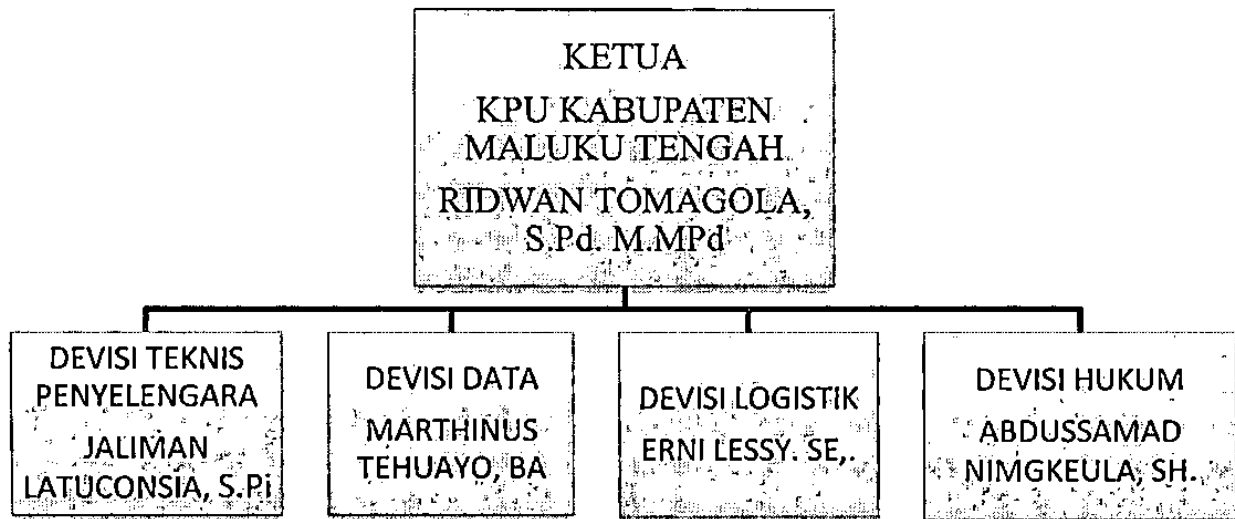 KETUA
KPU KABUPATEN
MALUKU TENGAH
RIDWAN TOMAGOLA,
S.Pd. M.MPd
DEVISI TEKNIS
PENYELENGARA
JALIMAN
LATUCONSIA, S.Pi
DEVISI DATA
MARTHINUS
TEHUAYO, BA
DEVISI LOGISTIK
ERNI LESSY. SE,.
DEVISI HUKUM
ABDUSSAMAD
NIMGKEULA, SH.